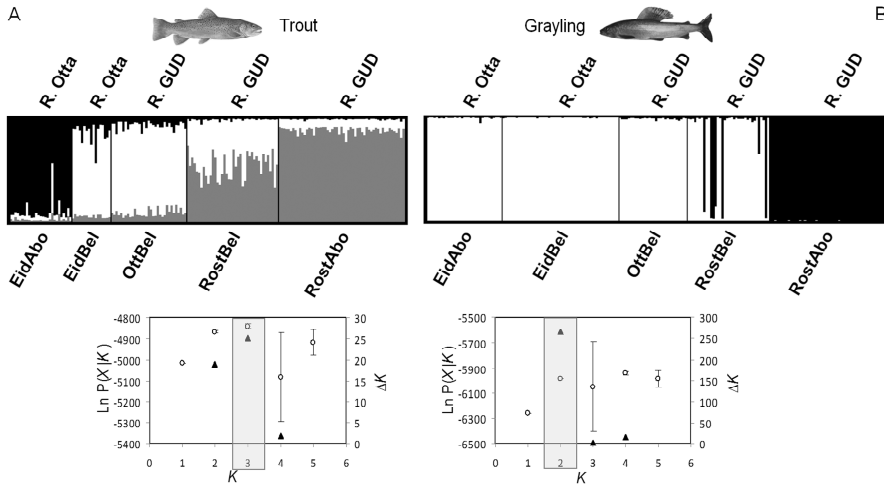 A
Trout
Grayling
B
R. Otta
R. Otta
R. GUD
R. GUD
R. GUD
R. Otta
R. Otta
R. GUD
R. GUD
R. GUD
EidAbo
EidBel
OttBel
RostBel
RostAbo
EidAbo
EidBel
OttBel
RostBel
RostAbo
Ln P(X|K)
-4800
-4900
-5000
-5100
-5200
-5300
-5400
30
25
20
15
10
5
0
ΔK
0 1 2 3 4 5 6
K
Ln P(X|K)
-5500
-5700
-5900
-6100
-6300
-6500
300
250
200
150
100
50
0
ΔK
0 1 2 3 4 5 6
K